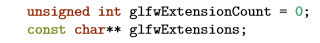 unsigned int glfwExtensionCount = 0;
const char** glfwExtensions;